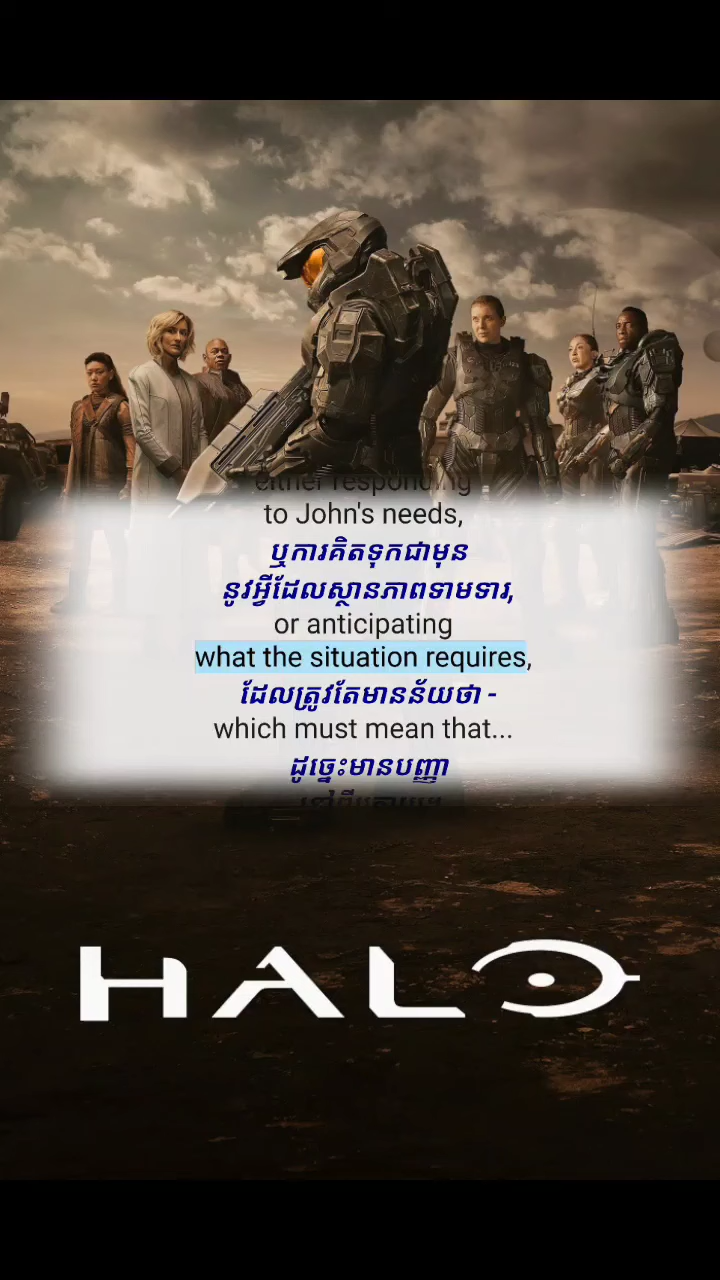 either responding
to John's needs,
ឬការគិតទុកជាមុន
នូវអ្វីដែលស្ថានភាពទាមទារ,
or anticipating
what the situation requires,
ដែលត្រូវតែមានន័យថា -
which must mean that...
ដូច្នេះមានបញ្ហា
HALO